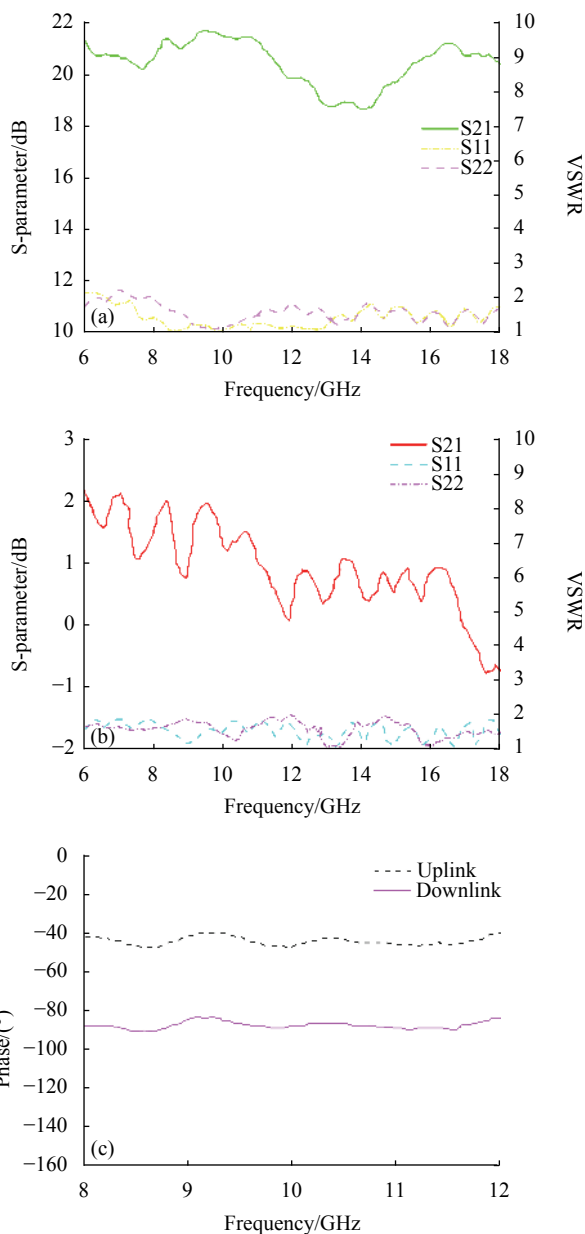 22
20
18
16
14
12
10
S-parameter/dB
10
9
8
7
6
5
4
3
2
1
VSWR
S21
S11
S22
(a)
6 8 10 12 14 16 18
Frequency/GHz
3
2
1
0
−1
−2
S-parameter/dB
10
9
8
7
6
5
4
3
2
1
VSWR
S21
S11
S22
(b)
6 8 10 12 14 16 18
Frequency/GHz
0
−20
−40
−60
−80
−100
−120
−140
−160
Phase/(°)
Uplink
Downlink
(c)
8 9 10 11 12
Frequency/GHz